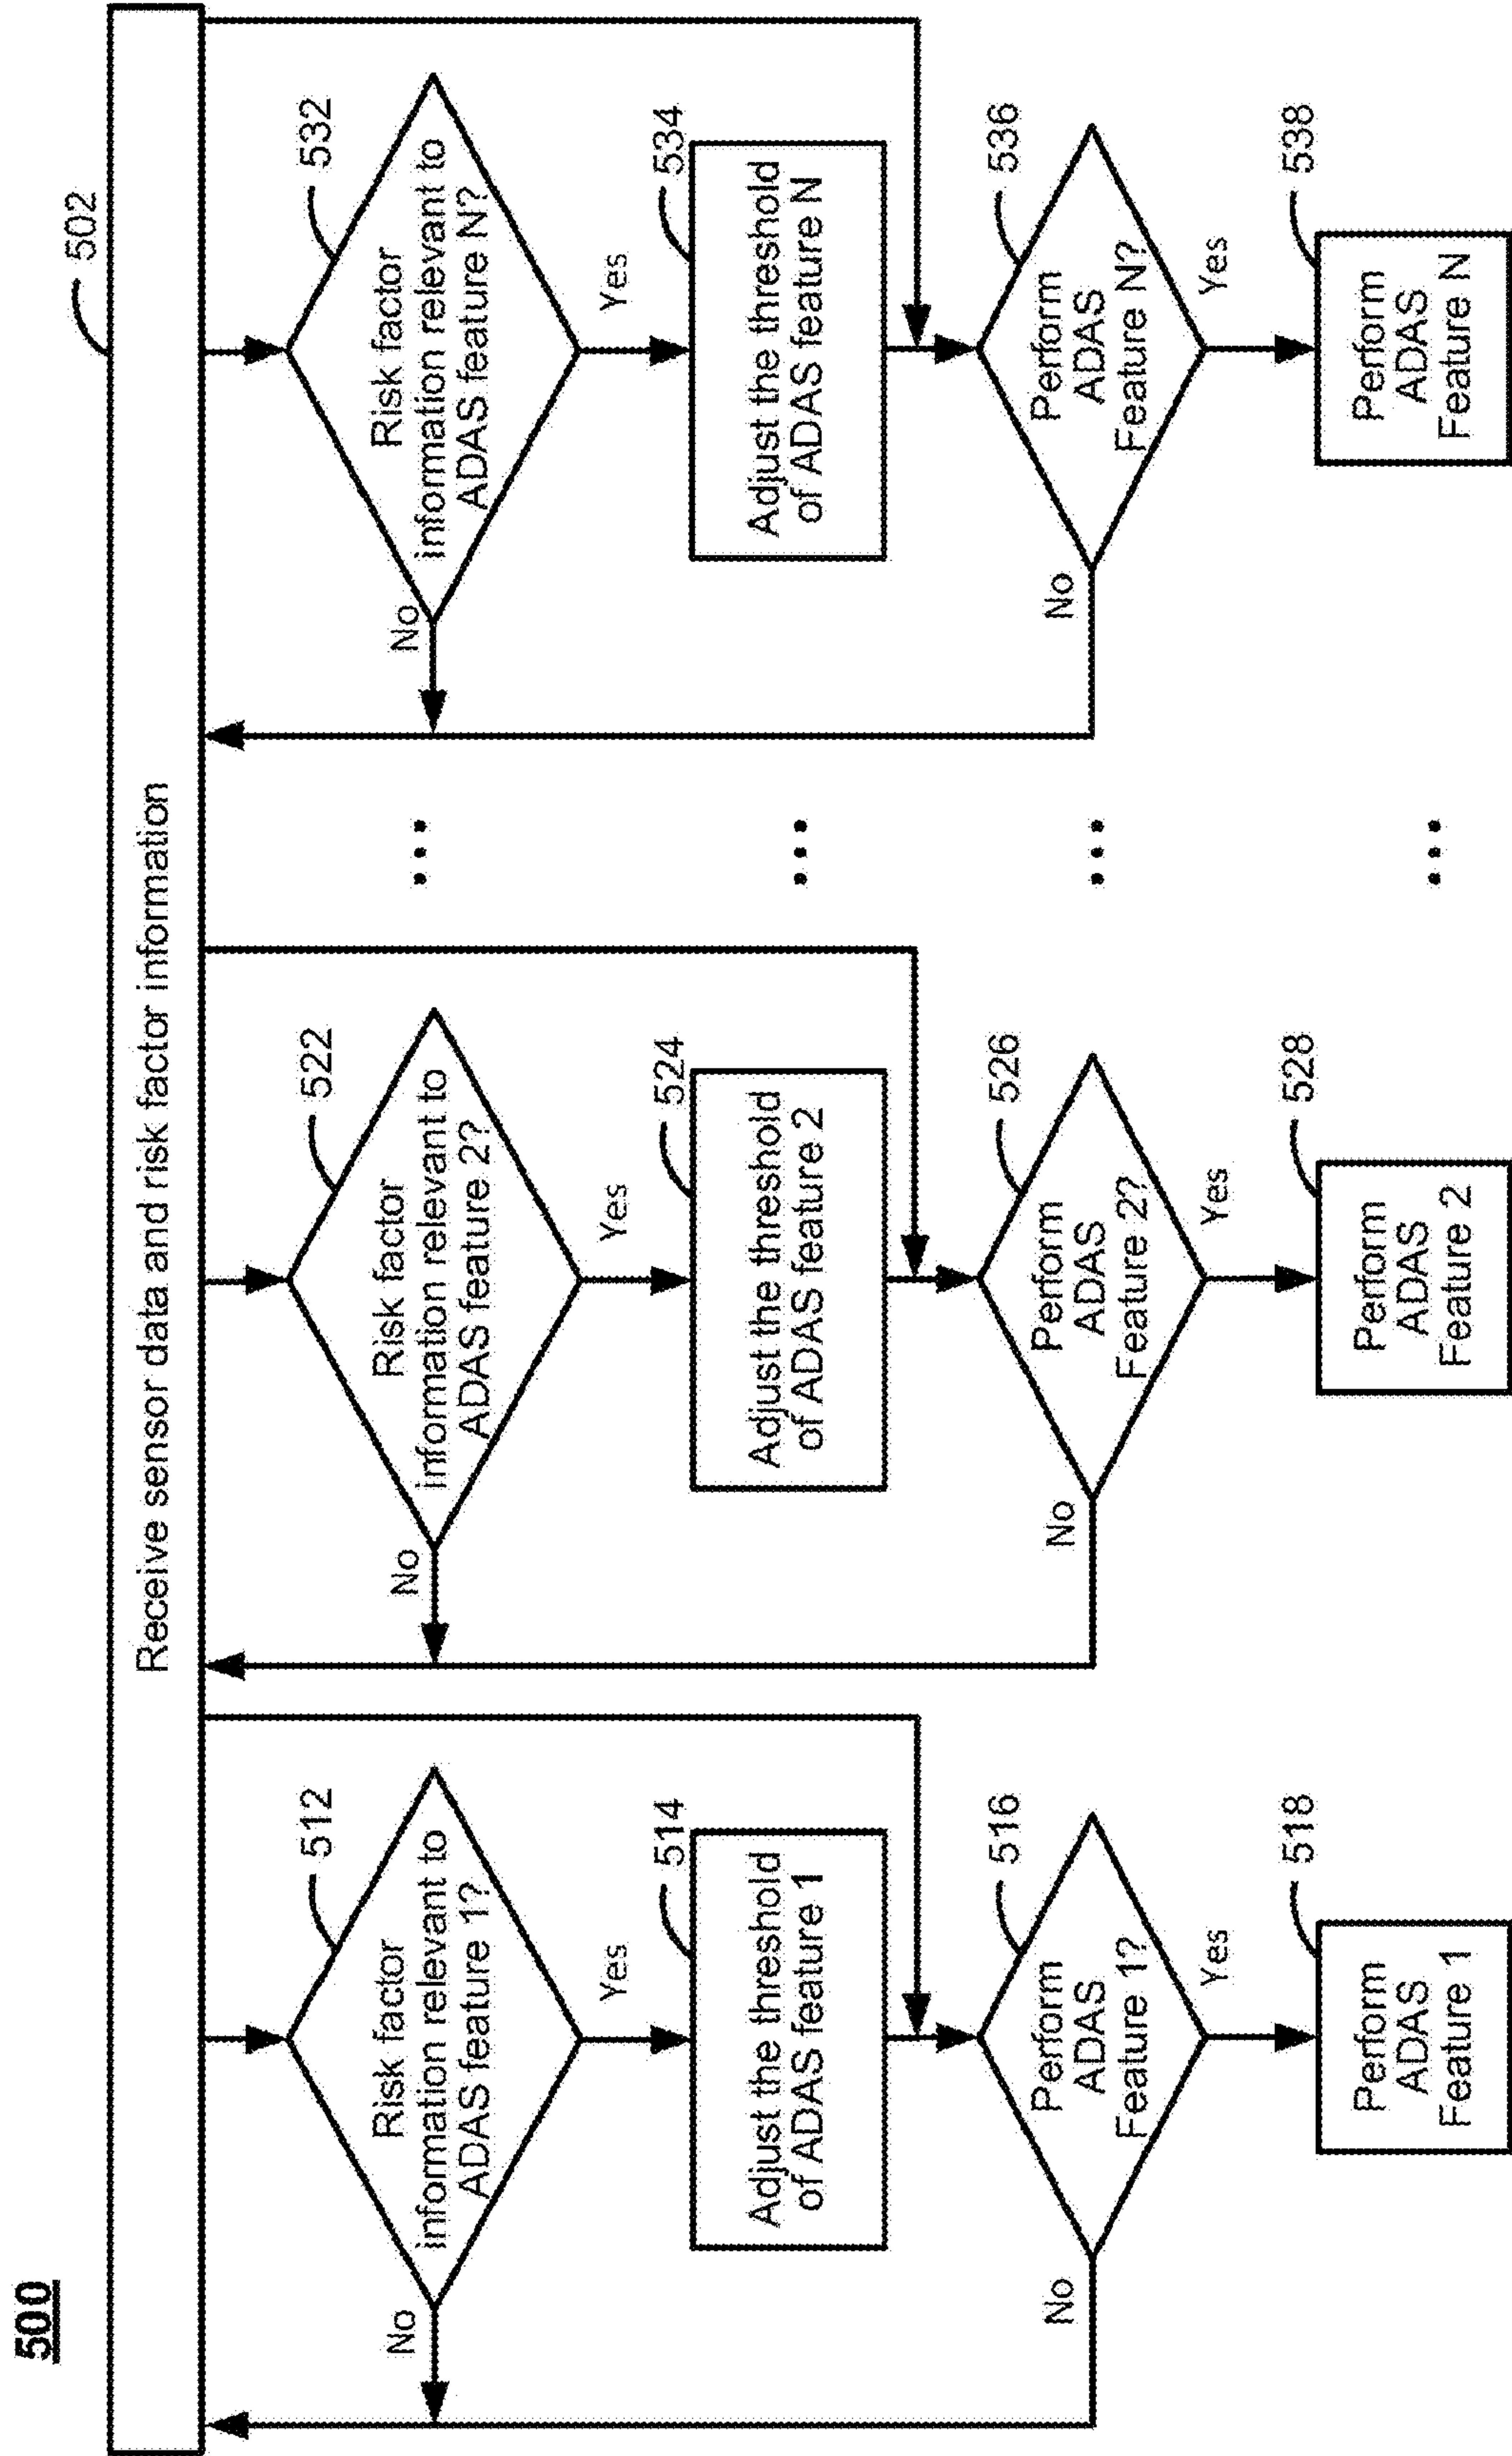 500
502
Receive sensor data and risk factor information
512
Risk factor
information relevant to
ADAS feature 1?
No
Yes
514
Adjust the threshold
of ADAS feature 1
516
Perform
ADAS
Feature 1?
No
Yes
518
Perform
ADAS
Feature 1
522
Risk factor
information relevant to
ADAS feature 2?
No
Yes
524
Adjust the threshold
of ADAS feature 2
526
Perform
ADAS
Feature 2?
No
Yes
528
Perform
ADAS
Feature 2
...
...
...
...
532
Risk factor
information relevant to
ADAS feature N?
No
Yes
534
Adjust the threshold
of ADAS feature N
536
Perform
ADAS
Feature N?
No
Yes
538
Perform
ADAS
Feature N